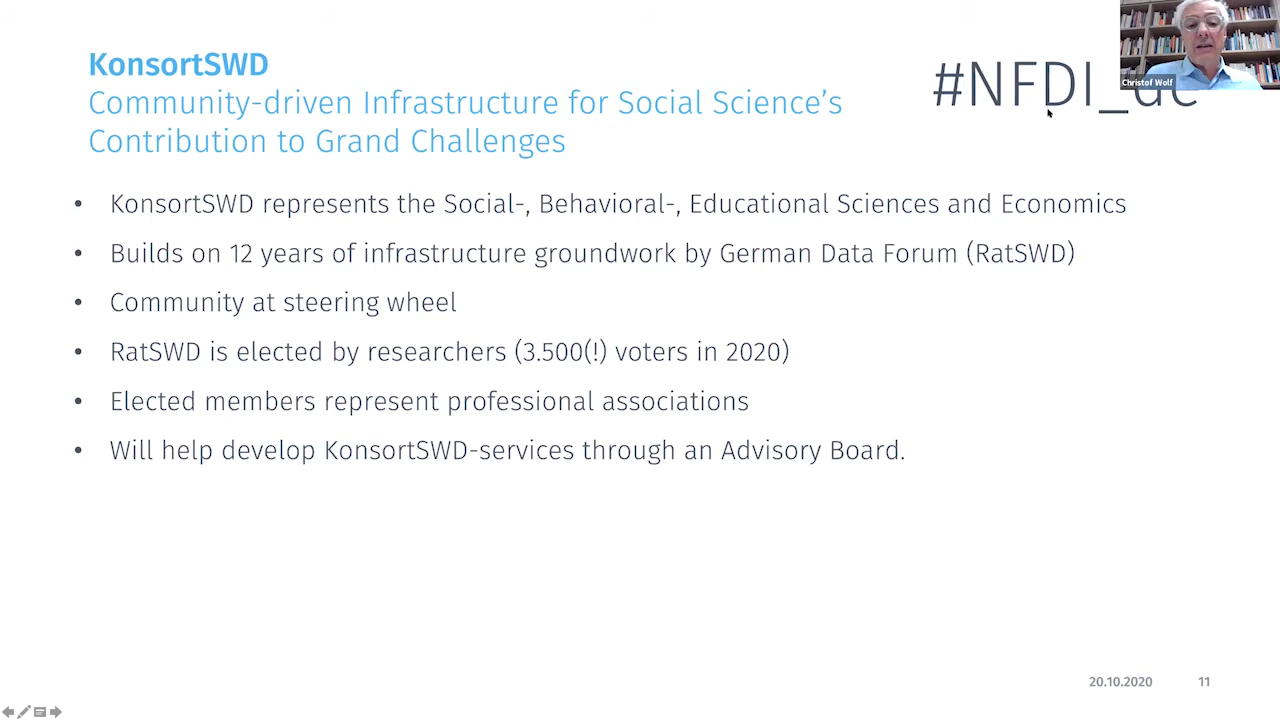 KonsortSWD
Community-driven Infrastructure for Social Science’s
Contribution to Grand Challenges
#NFDI_de
Christof Wolf
• KonsortSWD represents the Social-, Behavioral-, Educational Sciences and Economics
• Builds on 12 years of infrastructure groundwork by German Data Forum (RatSWD)
• Community at steering wheel
• RatSWD is elected by researchers (3.500(!) voters in 2020)
• Elected members represent professional associations
• Will help develop KonsortSWD-services through an Advisory Board.
20.10.2020 11